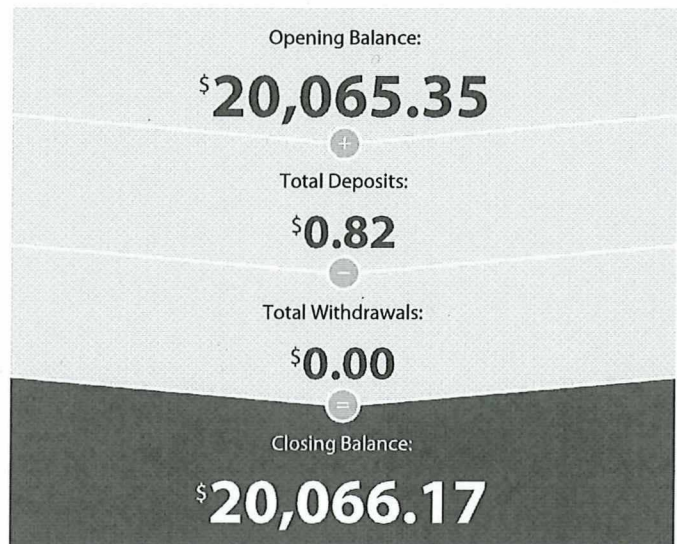 Opening Balance:
$20,065.35
+
Total Deposits:
$0.82
−
Total Withdrawals:
$0.00
=
Closing Balance:
$20,066.17